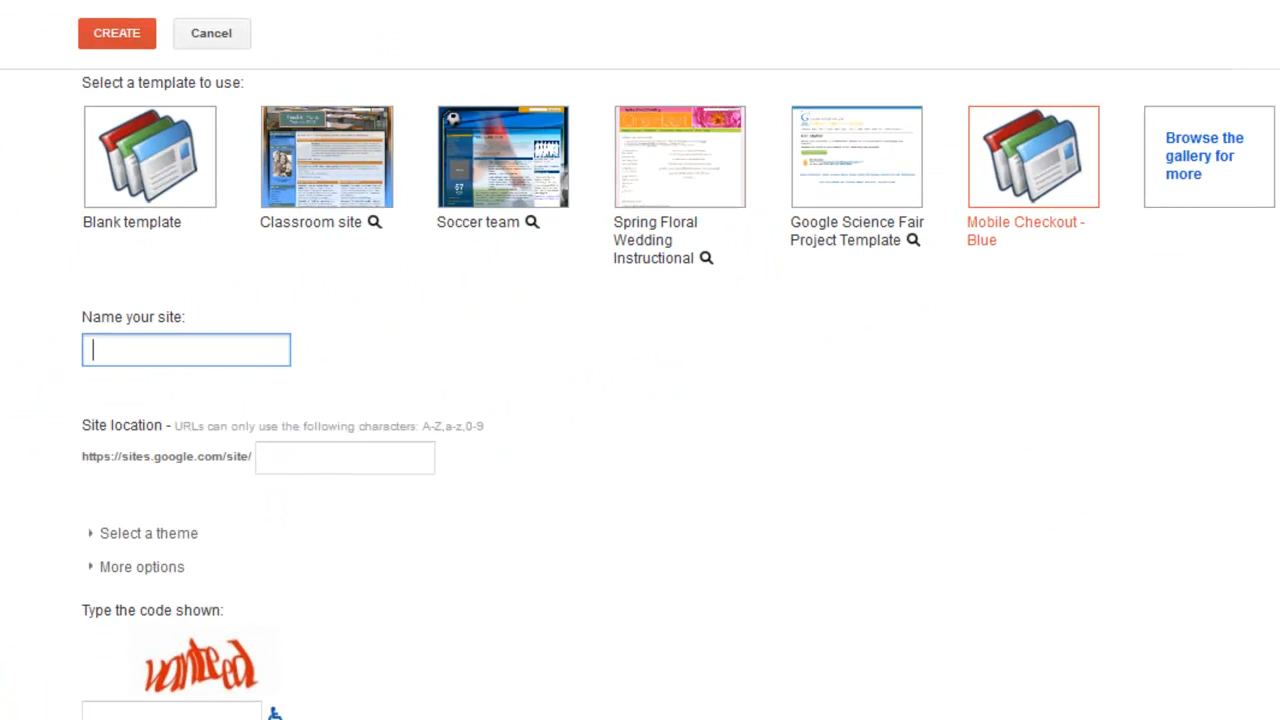 CREATE
Cancel
Select a template to use:
Blank template
Classroom site
Soccer team
Spring Floral
Wedding
Instructional
Google Science Fair
Project Template
Mobile Checkout -
Blue
Browse the
gallery for
more
Name your site:
Site location - URLs can only use the following characters: A-Z,a-z,0-9
https://sites.google.com/site/
Select a theme
More options
Type the code shown: